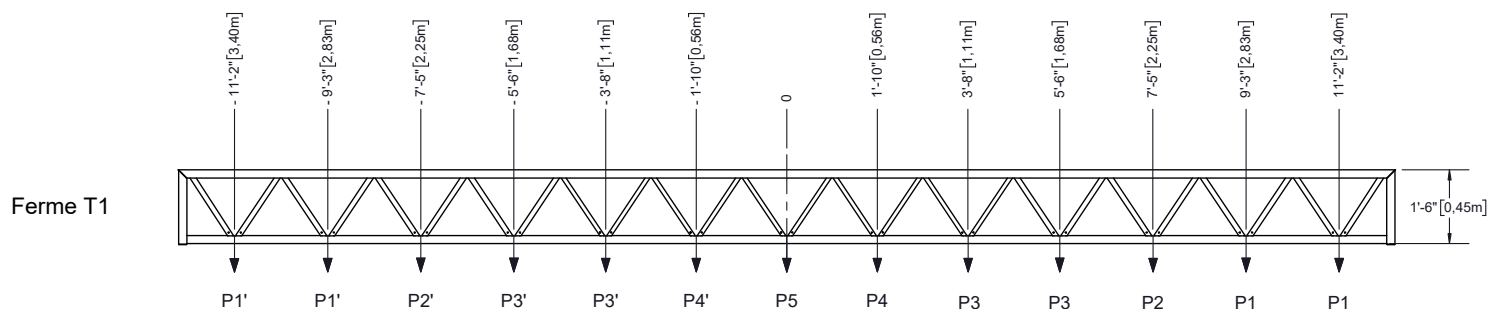 - 11'-2" [3,40m]
- 9'-3" [2,83m]
- 7'-5" [2,25m]
- 5'-6" [1,68m]
- 3'-8" [1,11m]
- 1'-10" [0,56m]
0
1'-10" [0,56m]
3'-8" [1,11m]
5'-6" [1,68m]
7'-5" [2,25m]
9'-3" [2,83m]
11'-2" [3,40m]
Ferme T1
1'-6" [0,45m]
P1' P1' P2' P3' P3' P4' P5 P4 P3 P3 P2 P1 P1